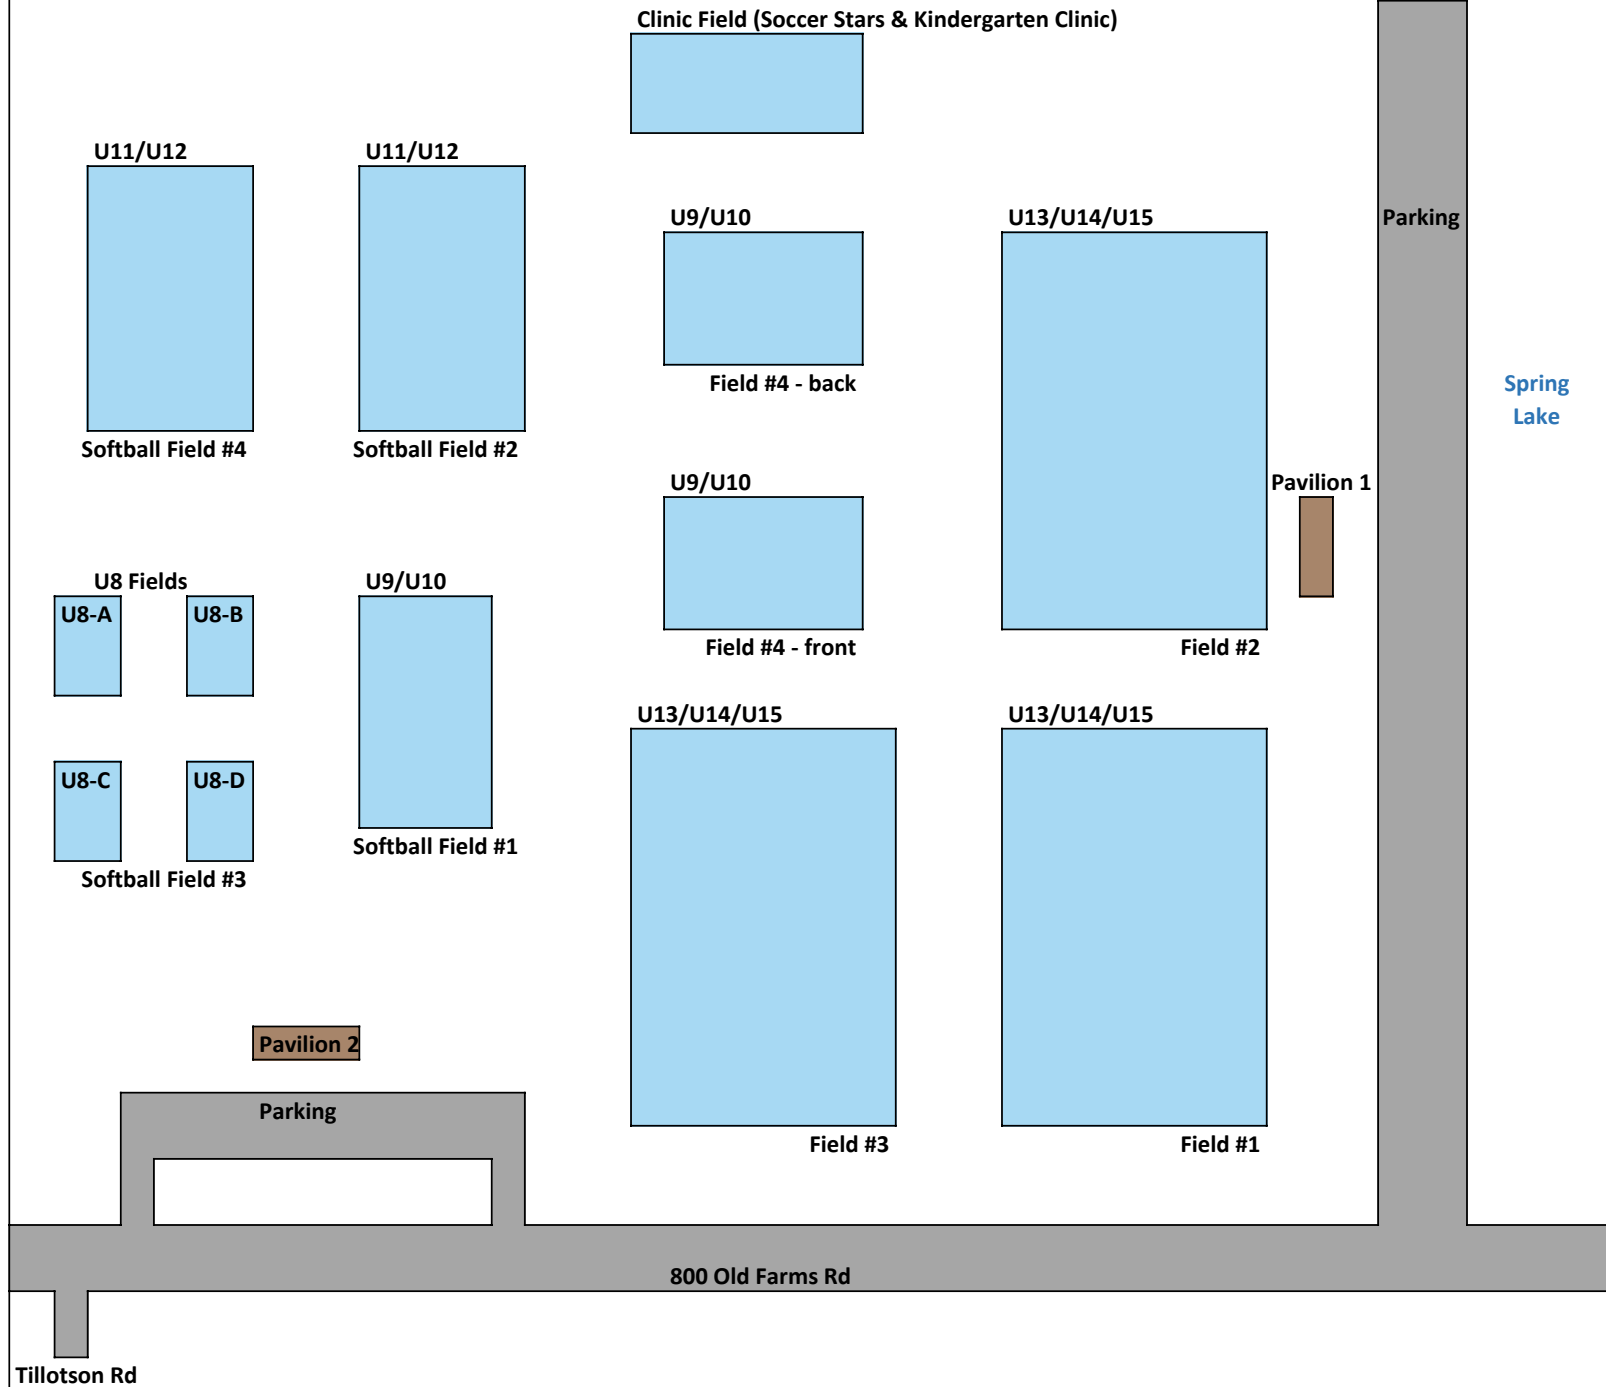 Clinic Field (Soccer Stars & Kindergarten Clinic)
U11/U12
U11/U12
U9/U10
U13/U14/U15
Parking
Field #4 - back
Spring
Lake
Softball Field #4
Softball Field #2
U9/U10
Pavilion 1
U8 Fields
U9/U10
U8-A
U8-B
Field #4 - front
Field #2
U13/U14/U15
U13/U14/U15
U8-C
U8-D
Softball Field #1
Softball Field #3
Pavilion 2
Parking
Field #3
Field #1
800 Old Farms Rd
Tillotson Rd